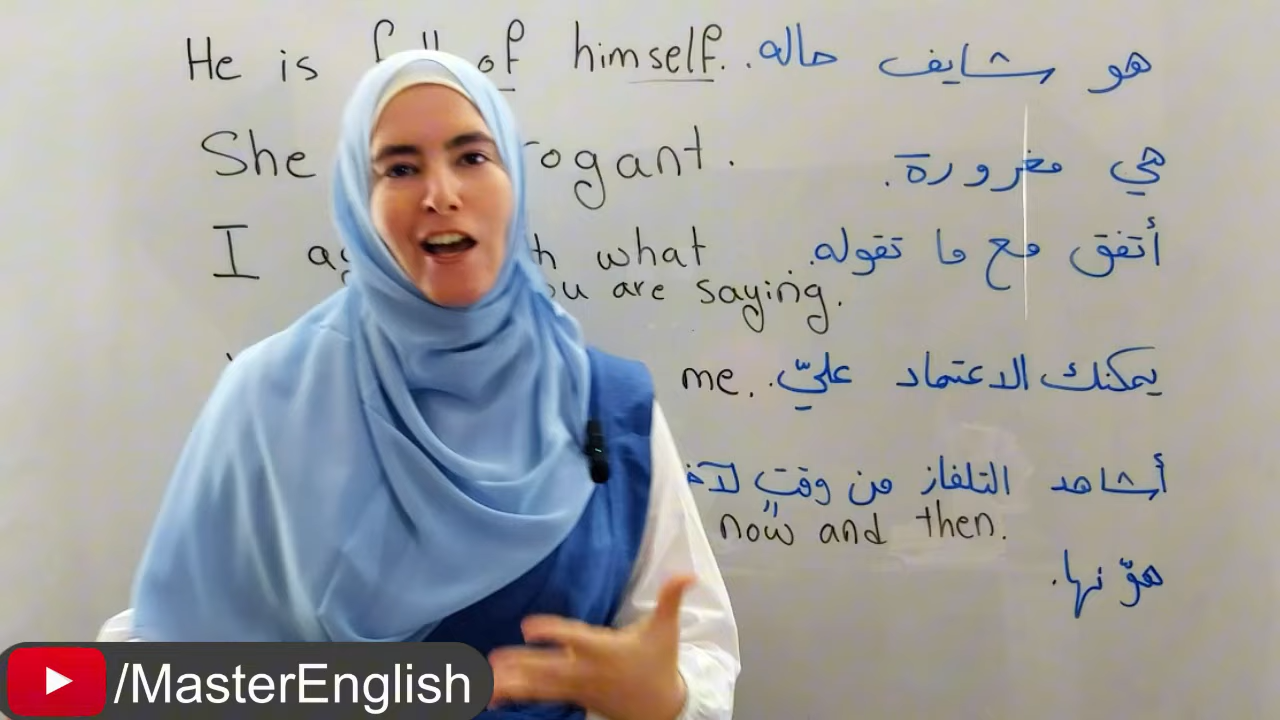 He is of himself. هو شايف حاله.
She rogant. هي مغرورة.
I what أتفق مع ما تقوله.
ou are saying.
me. يمكنك الاعتماد عليّ.
أشاهد التلفاز من وقتٍ
now and then.
هوّنها.
/MasterEnglish